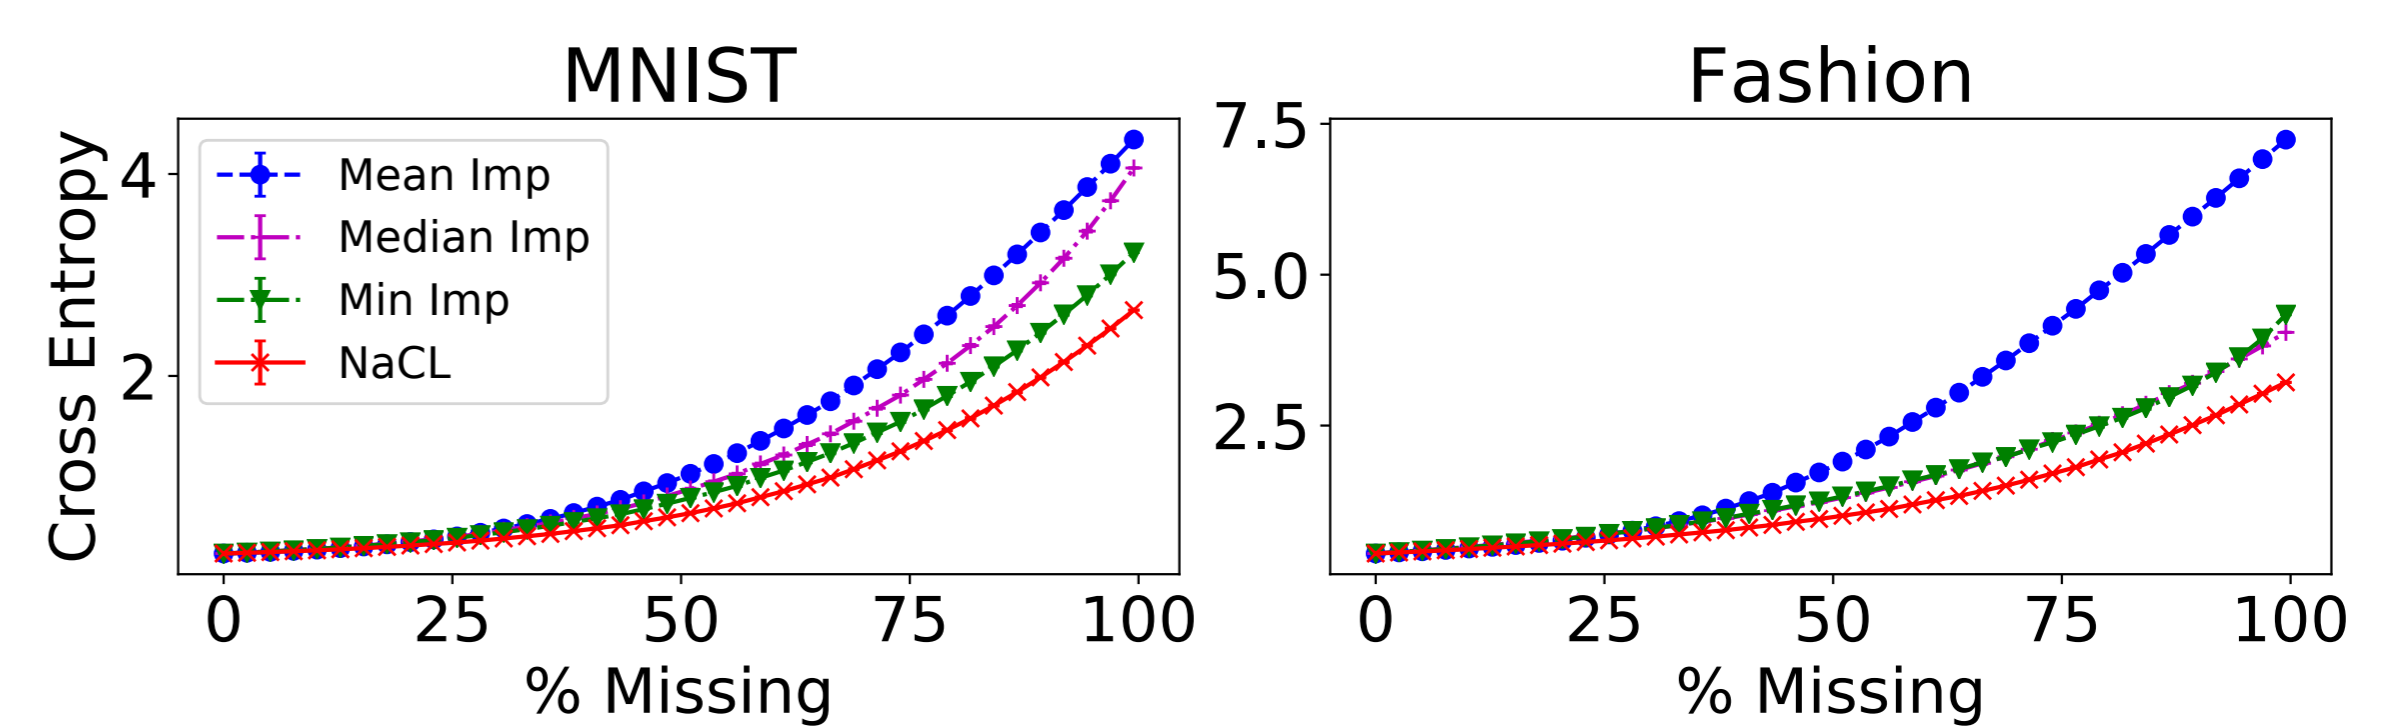 MNIST
Cross Entropy
4
2
Mean Imp
Median Imp
Min Imp
NaCL
0 25 50 75 100
% Missing
Fashion
7.5
5.0
2.5
0 25 50 75 100
% Missing